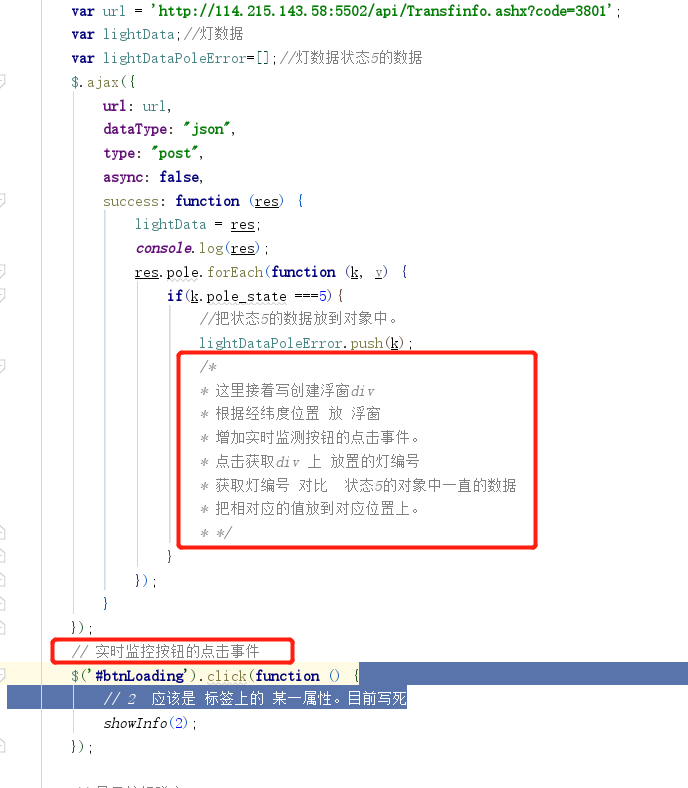 var url = 'http://114.215.143.58:5502/api/Transfinfo.ashx?code=3801';
var lightData;//灯数据
var lightDataPoleError=[];//灯数据状态5的数据
$.ajax({
url: url,
dataType: "json",
type: "post",
async: false,
success: function (res) {
lightData = res;
console.log(res);
res.pole.forEach(function (k, v) {
if(k.pole_state ===5){
//把状态5的数据放到对象中。
lightDataPoleError.push(k);
/*
* 这里接着写创建浮窗div
* 根据经纬度位置 放 浮窗
* 增加实时监测按钮的点击事件。
* 点击获取div 上 放置的灯编号
* 获取灯编号 对比  状态5的对象中一直的数据
* 把相对应的值放到对应位置上。
* */
}
});
}
});
// 实时监控按钮的点击事件
$('#btnLoading').click(function () {
// 2  应该是 标签上的 某一属性。目前写死
showInfo(2);
});